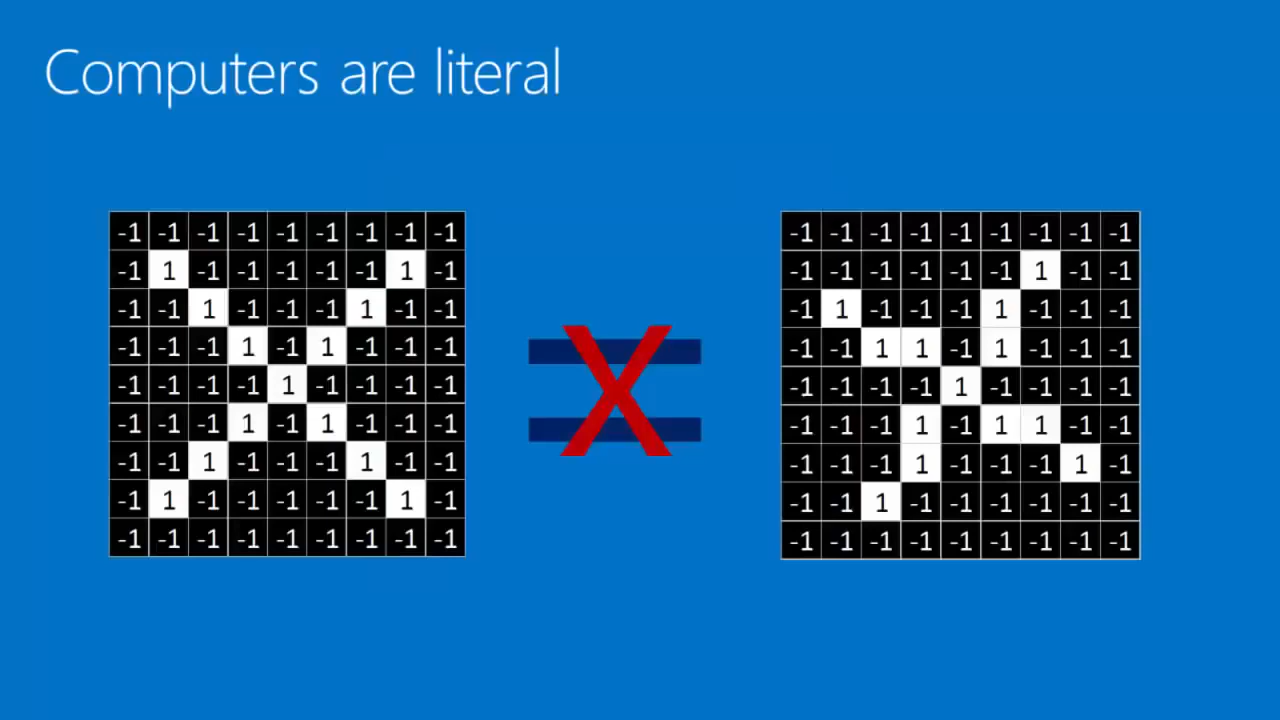 Computers are literal
-1 -1 -1 -1 -1 -1 -1 -1 -1
-1 1 -1 -1 -1 -1 -1 1 -1
-1 -1 1 -1 -1 -1 1 -1 -1
-1 -1 -1 1 -1 1 -1 -1 -1
-1 -1 -1 -1 1 -1 -1 -1 -1
-1 -1 -1 1 -1 1 -1 -1 -1
-1 -1 1 -1 -1 -1 1 -1 -1
-1 1 -1 -1 -1 -1 -1 1 -1
-1 -1 -1 -1 -1 -1 -1 -1 -1
X
-1 -1 -1 -1 -1 -1 -1 -1 -1
-1 -1 -1 -1 -1 -1 1 -1 -1
-1 1 -1 -1 -1 1 -1 -1 -1
-1 -1 1 1 -1 1 -1 -1 -1
-1 -1 -1 -1 1 -1 -1 -1 -1
-1 -1 -1 1 -1 1 1 -1 -1
-1 -1 -1 1 -1 -1 -1 1 -1
-1 -1 1 -1 -1 -1 -1 -1 -1
-1 -1 -1 -1 -1 -1 -1 -1 -1